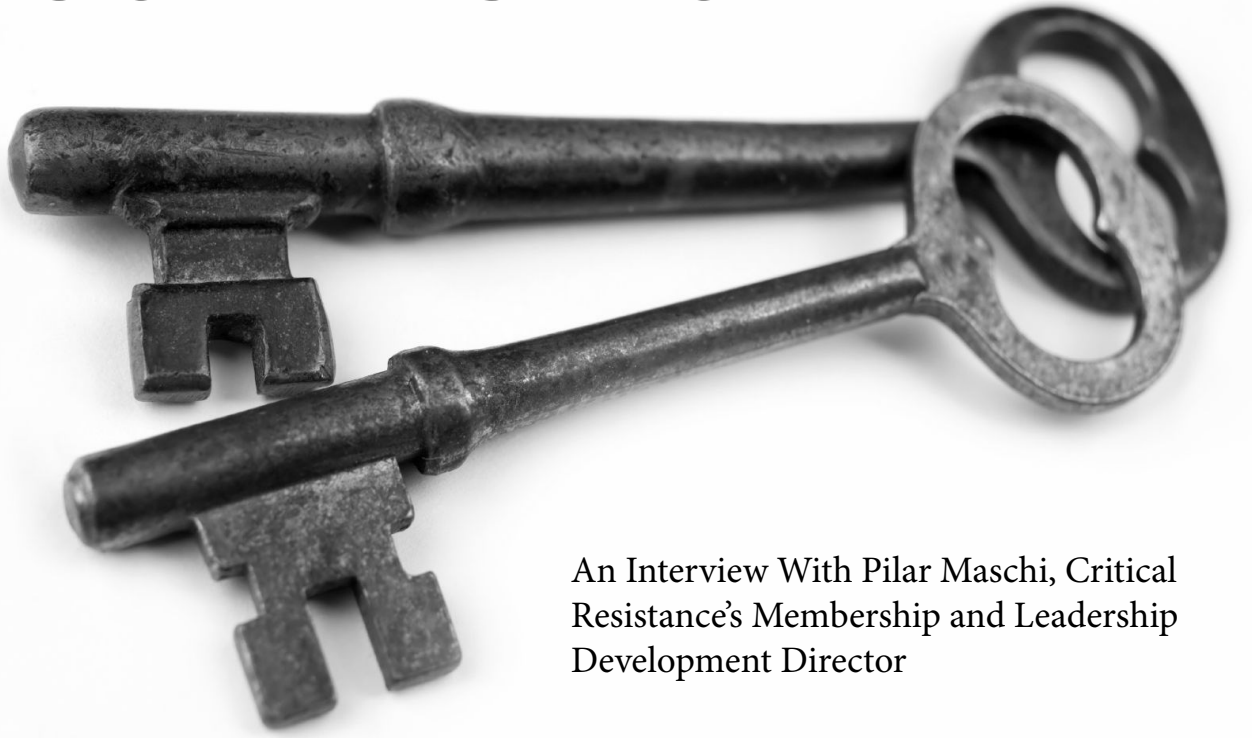 An Interview With Pilar Maschi, Critical
Resistance’s Membership and Leadership
Development Director